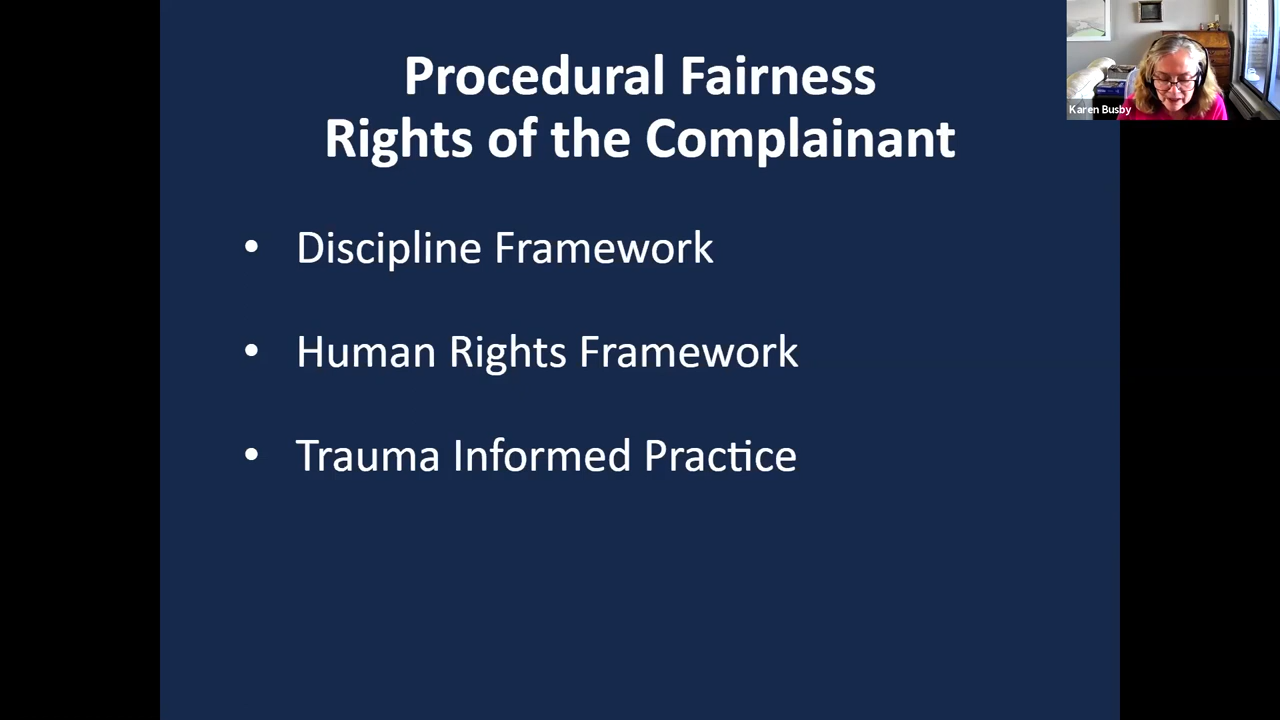 Procedural Fairness
Rights of the Complainant
• Discipline Framework
• Human Rights Framework
• Trauma Informed Practice
Karen Busby